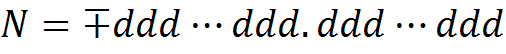 N = ∓ddd ⋯ ddd. ddd ⋯ ddd